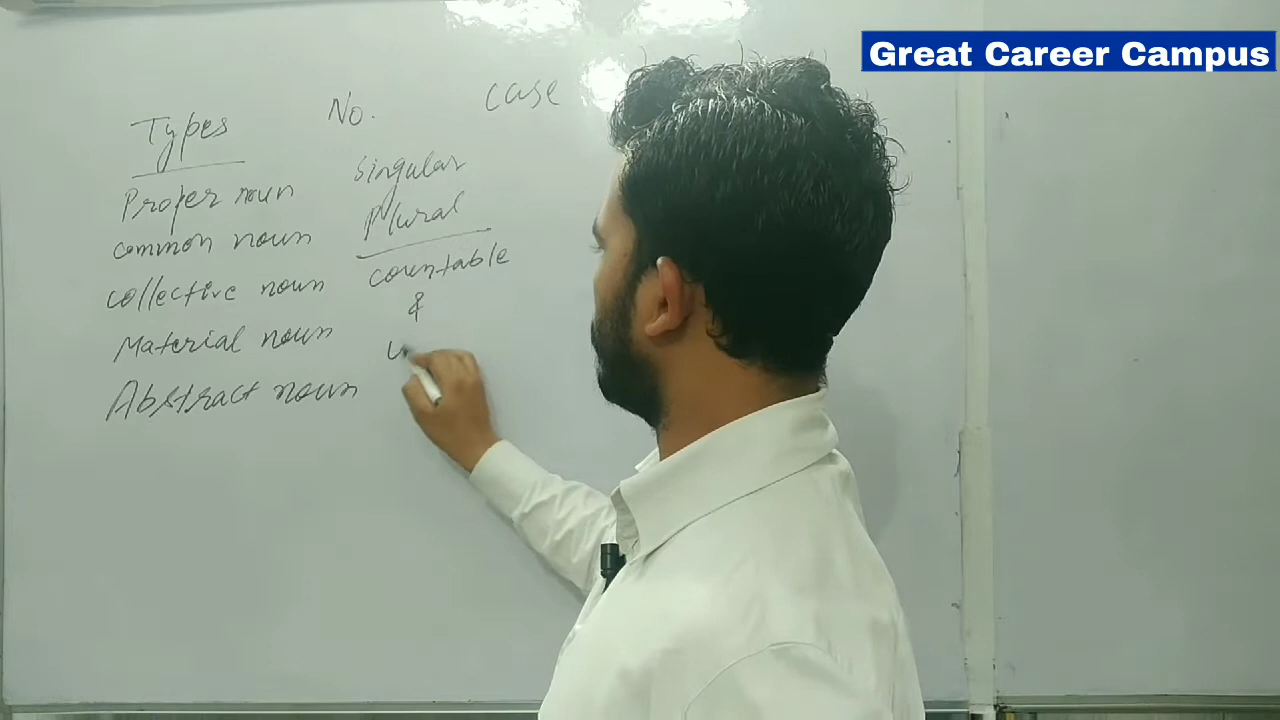 Great Career Campus
Types
Proper noun
common noun
collective noun
Material noun
Abstract noun
No.
Singular
Plural
countable
&
case